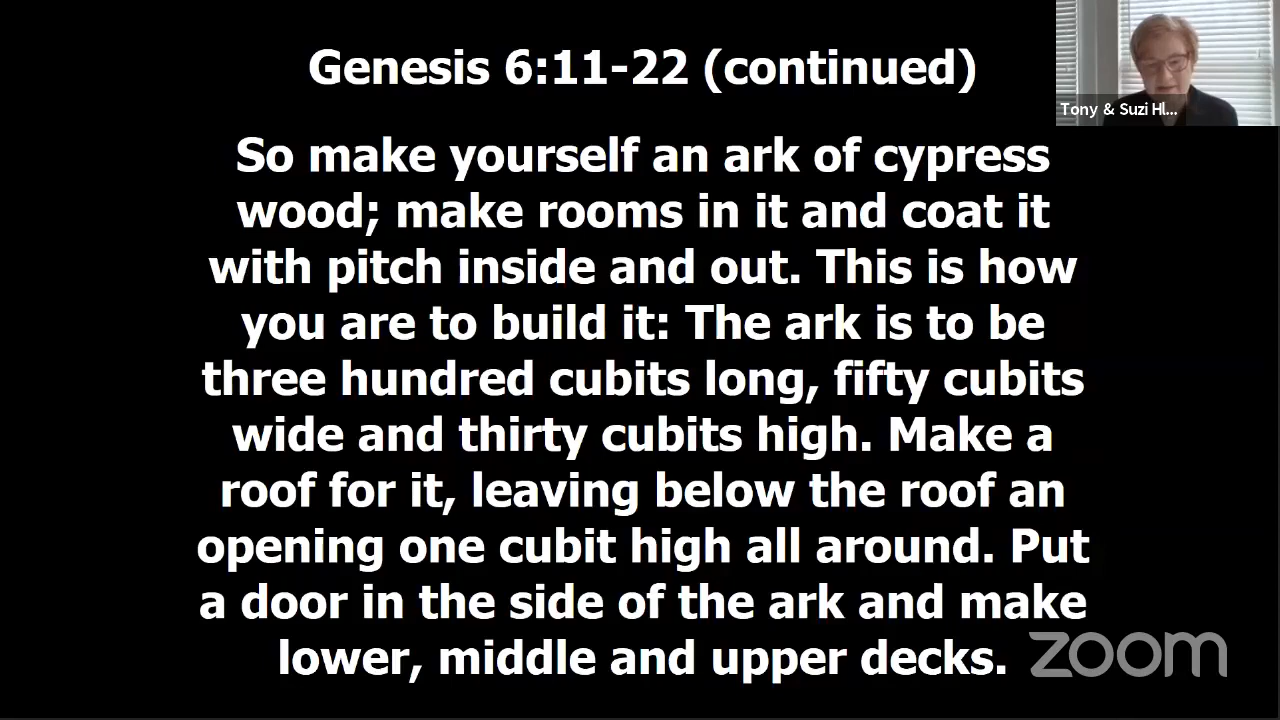 Genesis 6:11-22 (continued)
Tony & Suzi Hl...
So make yourself an ark of cypress
wood; make rooms in it and coat it
with pitch inside and out. This is how
you are to build it: The ark is to be
three hundred cubits long, fifty cubits
wide and thirty cubits high. Make a
roof for it, leaving below the roof an
opening one cubit high all around. Put
a door in the side of the ark and make
lower, middle and upper decks.
zoom